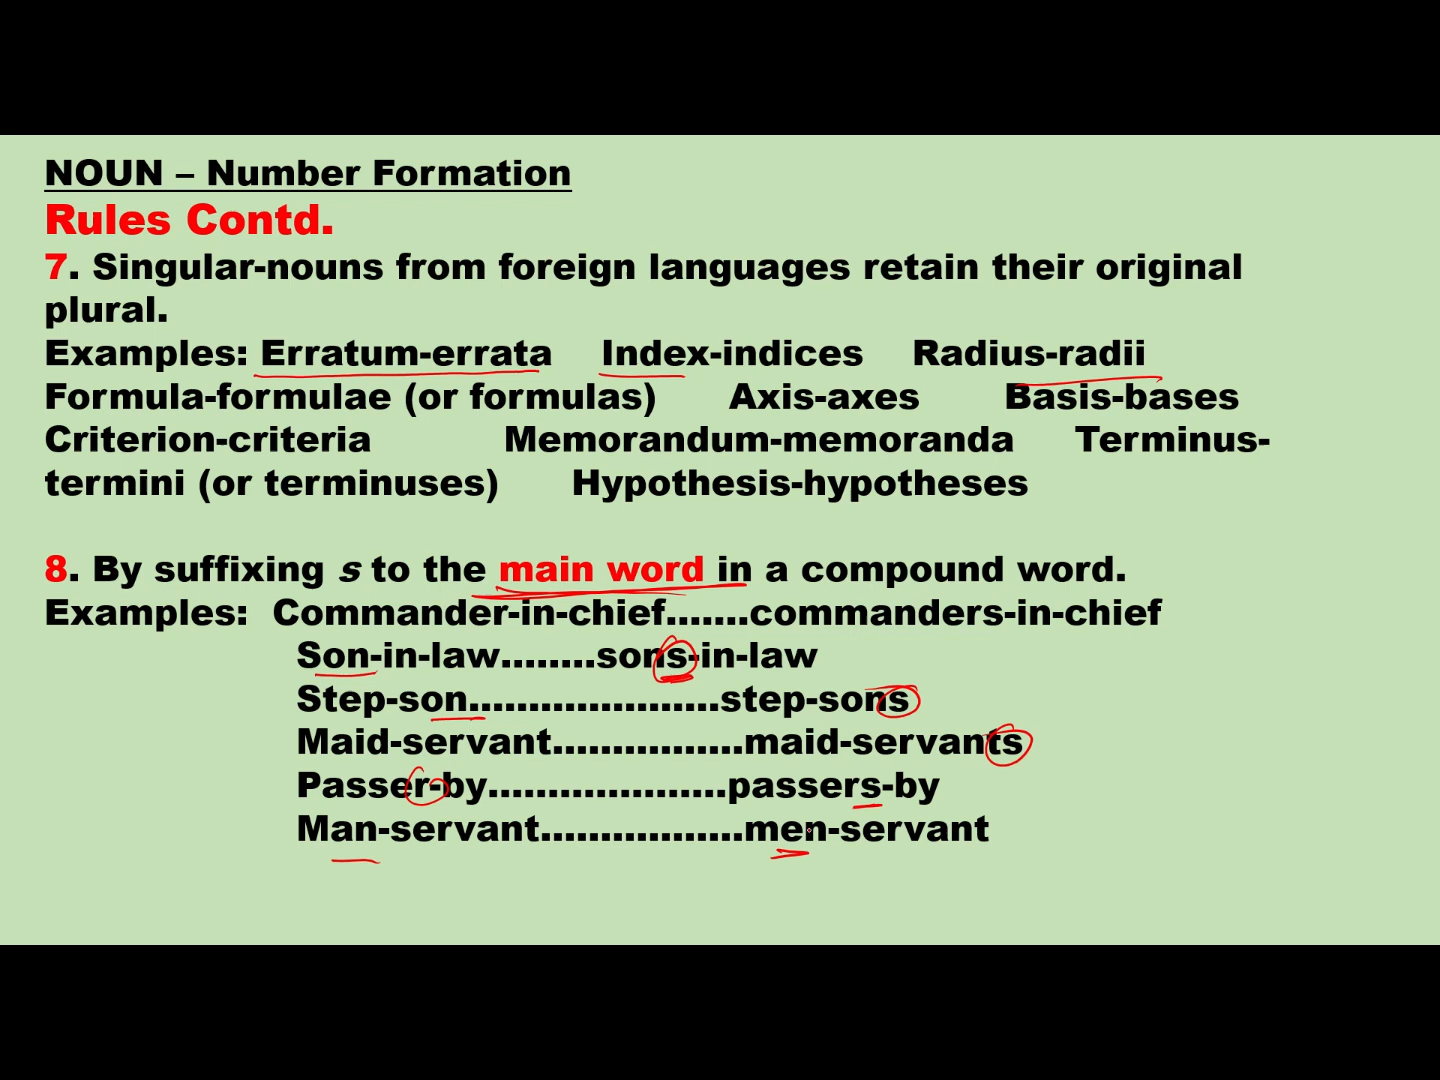 NOUN – Number Formation
Rules Contd.
7. Singular-nouns from foreign languages retain their original
plural.
Examples: Erratum-errata Index-indices Radius-radii
Formula-formulae (or formulas) Axis-axes Basis-bases
Criterion-criteria Memorandum-memoranda Terminus-
termini (or terminuses) Hypothesis-hypotheses
8. By suffixing s to the main word in a compound word.
Examples: Commander-in-chief.......commanders-in-chief
Son-in-law........sons-in-law
Step-son.....................step-sons
Maid-servant................maid-servants
Passer-by....................passers-by
Man-servant.................men-servant